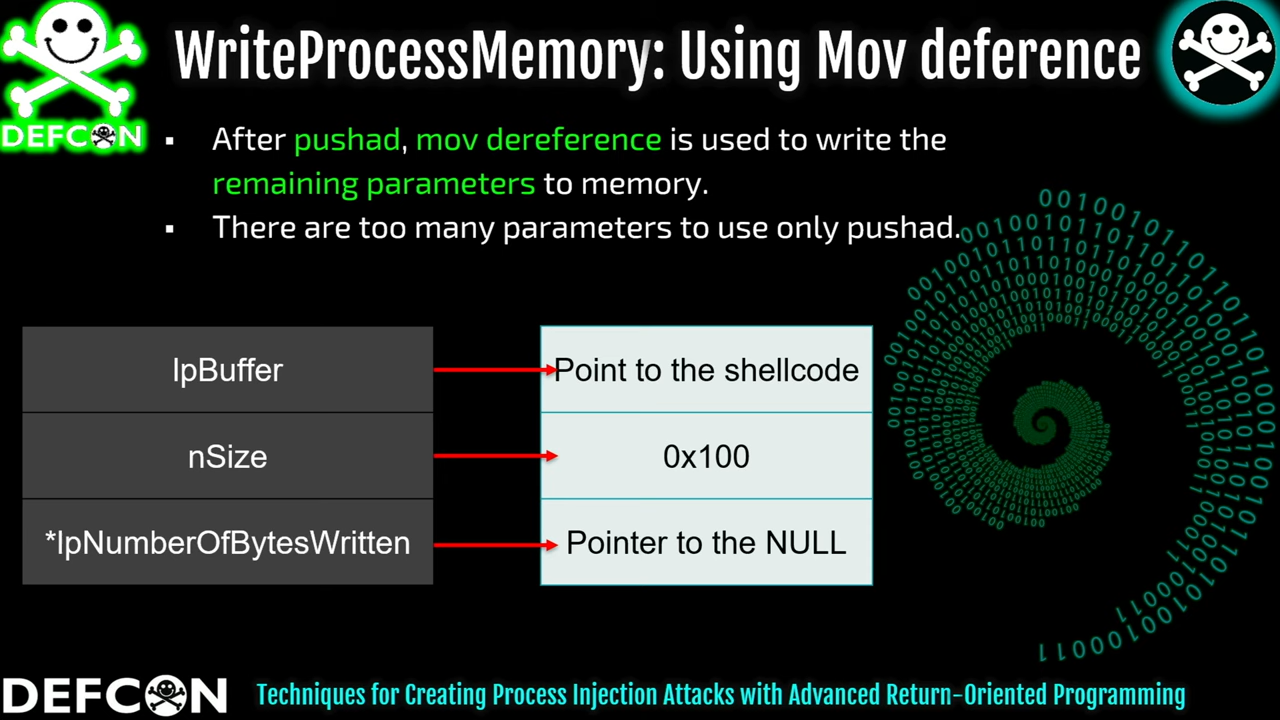 WriteProcessMemory: Using Mov deference
DEFCON
▪ After pushad, mov dereference is used to write the
remaining parameters to memory.
▪ There are too many parameters to use only pushad.
lpBuffer
Point to the shellcode
nSize
0x100
*lpNumberOfBytesWritten
Pointer to the NULL
DEFCON
Techniques for Creating Process Injection Attacks with Advanced Return-Oriented Programming